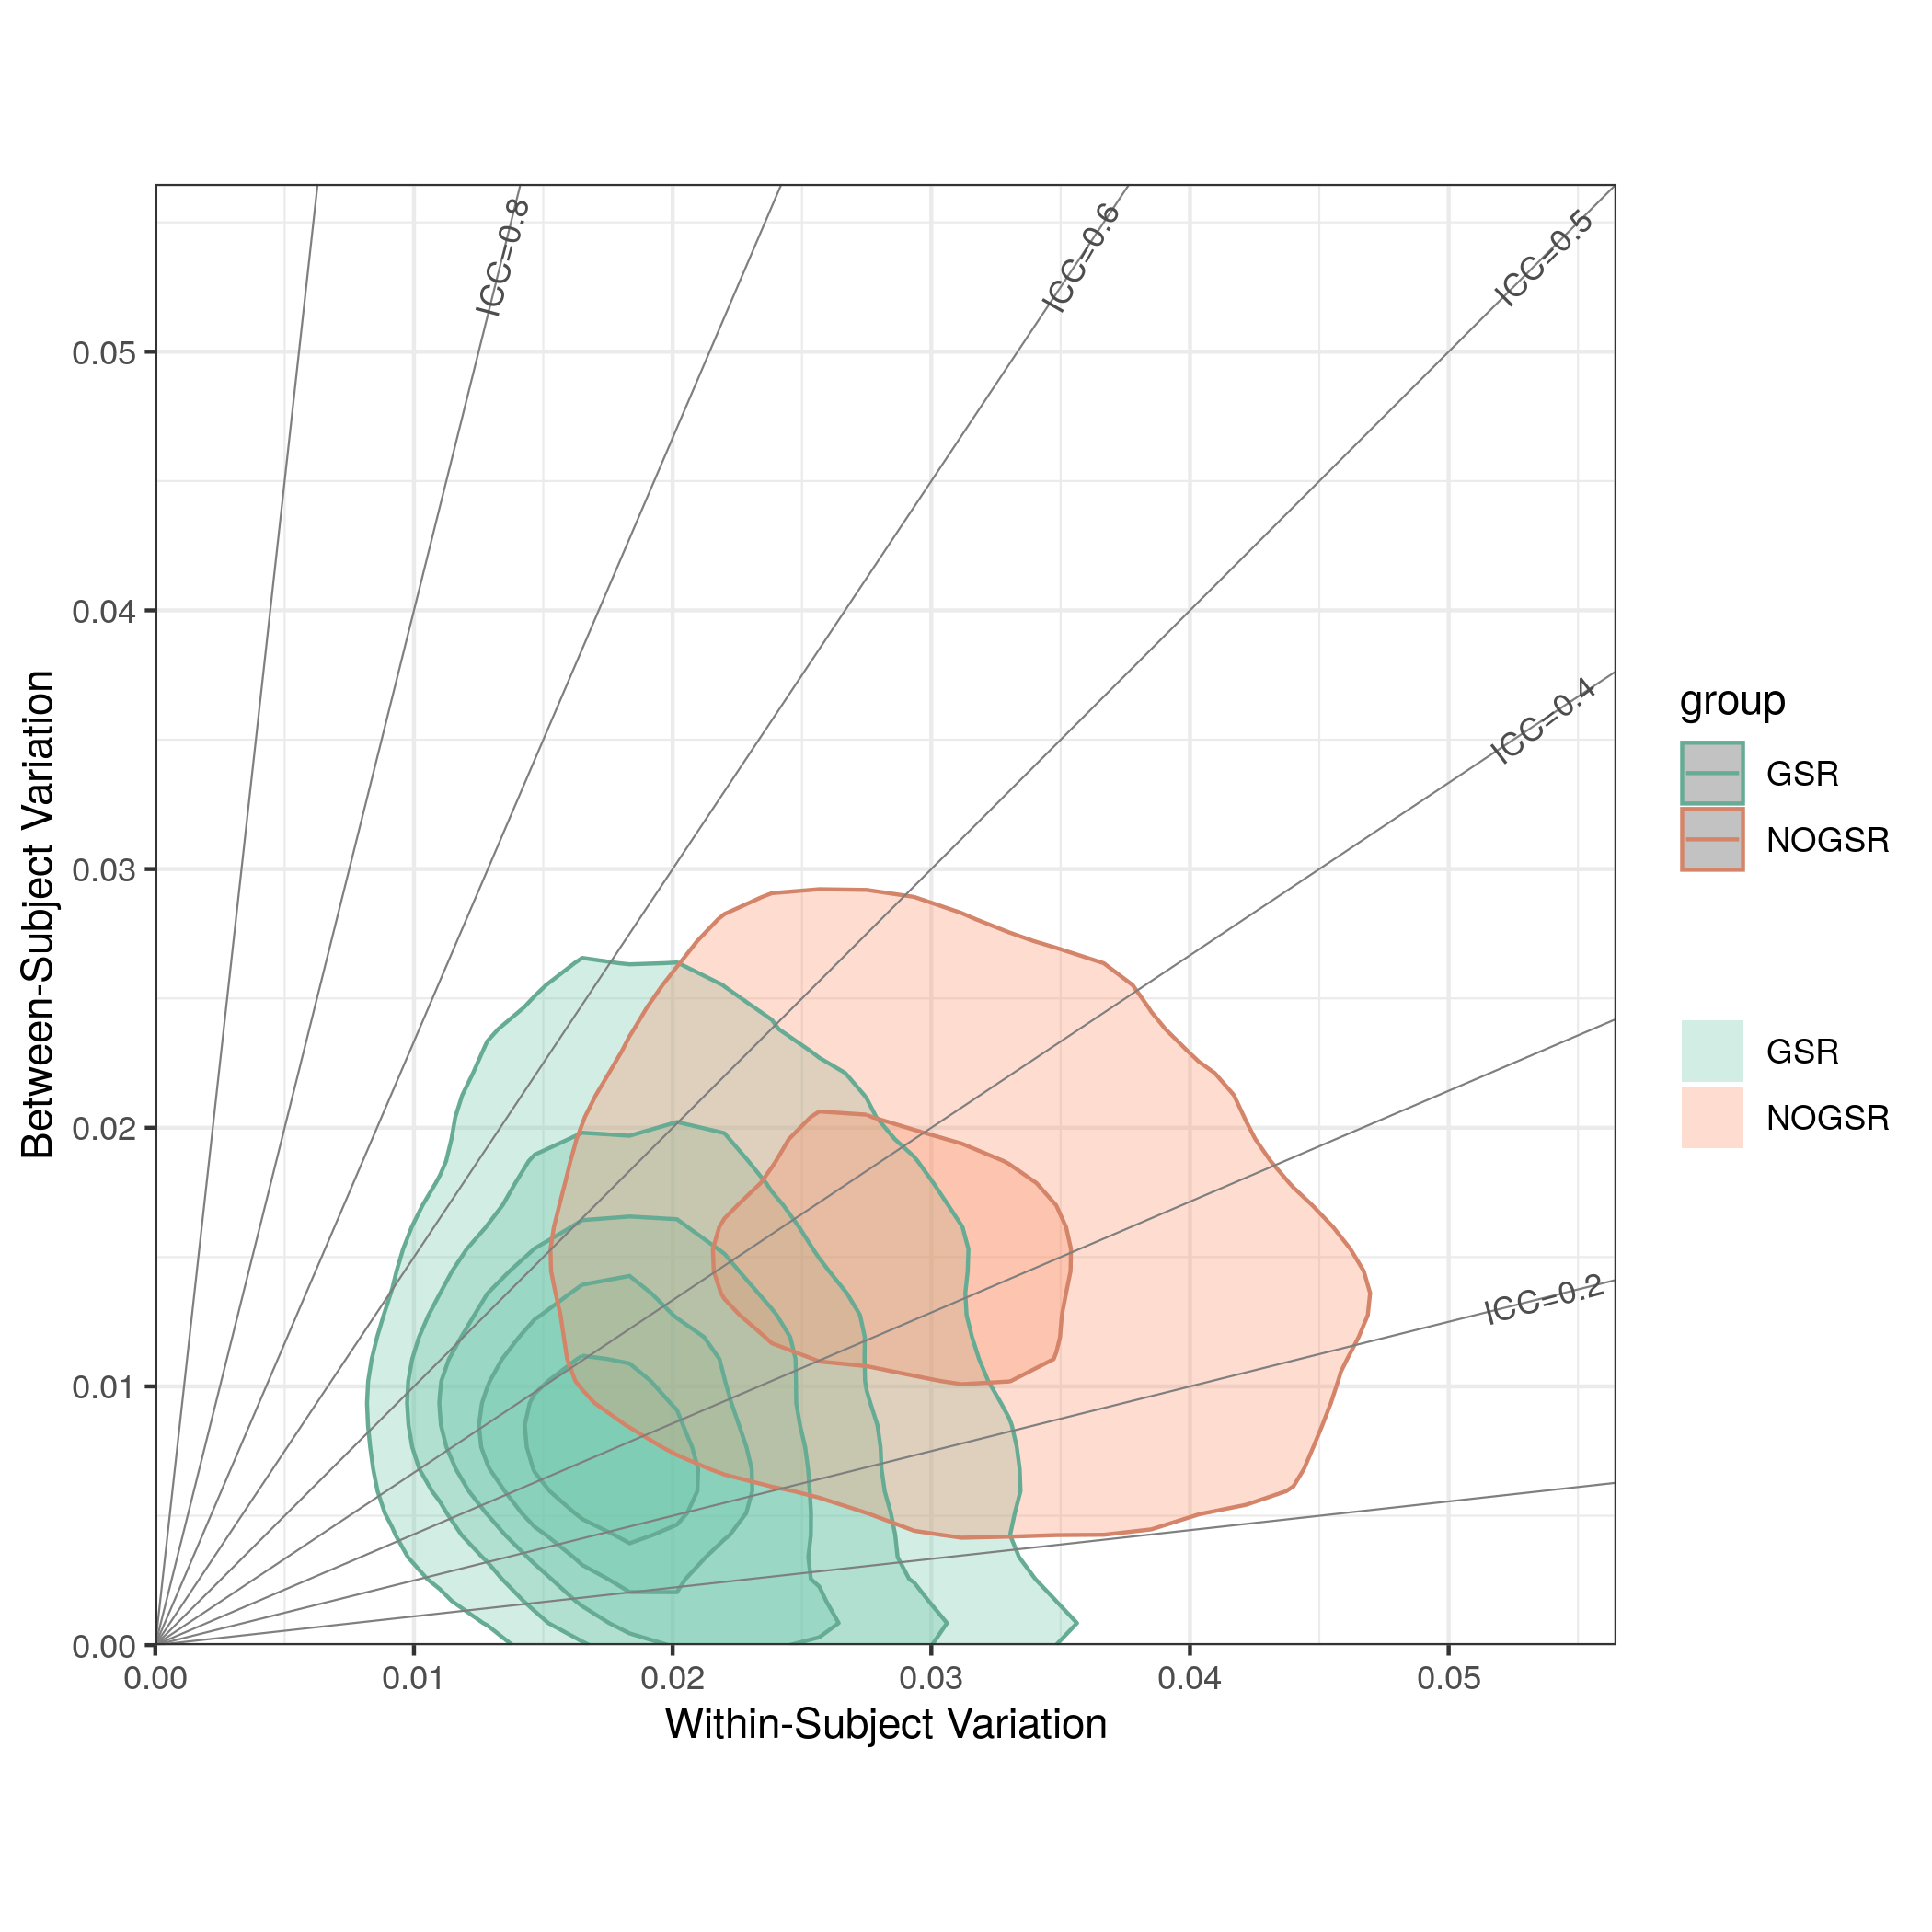 ICC=0.8
ICC=0.6
ICC=0.5
ICC=0.4
ICC=0.2
Between-Subject Variation
0.05
0.04
0.03
0.02
0.01
0.00
0.00 0.01 0.02 0.03 0.04 0.05
Within-Subject Variation
group
GSR
NOGSR
GSR
NOGSR